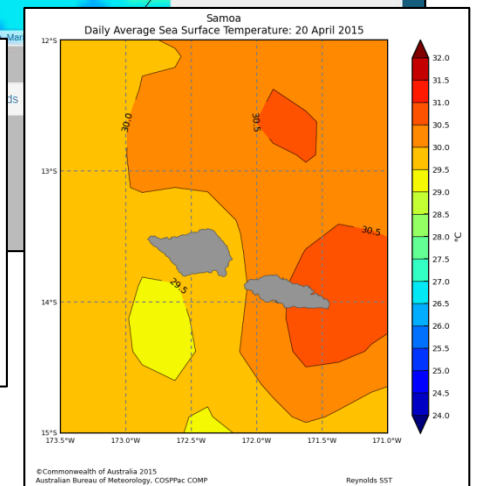 Mar
ds
Samoa
Daily Average Sea Surface Temperature: 20 April 2015
12°S
13°S
14°S
15°S
173.5°W 173.0°W 172.5°W 172.0°W 171.5°W 171.0°W
30.0
30.5
30.5
29.5
32.0
31.5
31.0
30.5
30.0
29.5
29.0
28.5
28.0
27.5
27.0
26.5
26.0
25.5
25.0
24.5
24.0
°C
©Commonwealth of Australia 2015
Australian Bureau of Meteorology, COSPPac COMP Reynolds SST